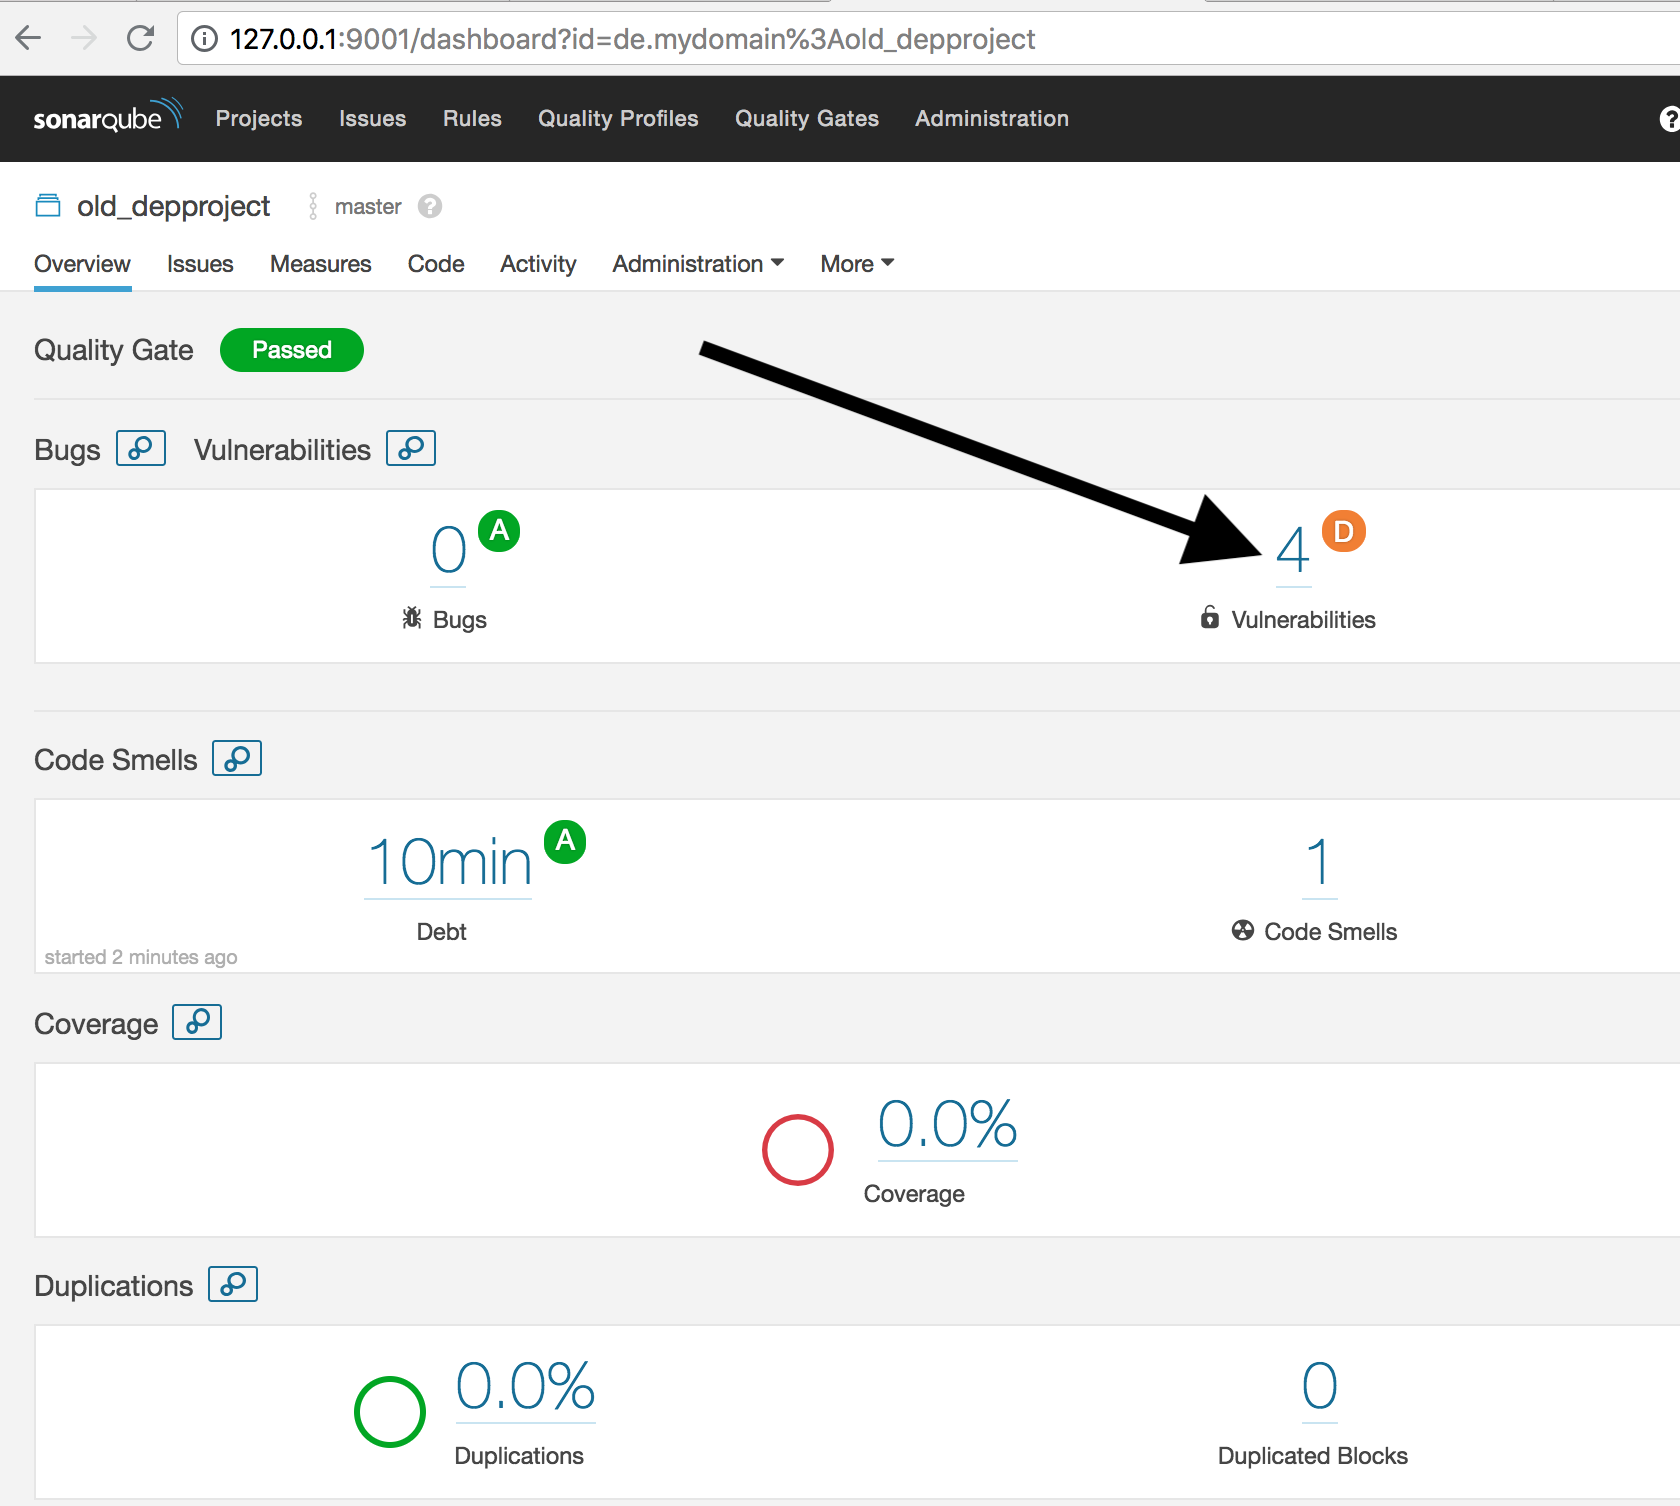 127.0.0.1:9001/dashboard?id=de.mydomain%3Aold_depproject
sonarqube Projects Issues Rules Quality Profiles Quality Gates Administration ?
old_depproject master ?
Overview Issues Measures Code Activity Administration More
Quality Gate Passed
Bugs Vulnerabilities
0 A 4 D
Bugs Vulnerabilities
Code Smells
10min A 1
Debt Code Smells
started 2 minutes ago
Coverage
0.0%
Coverage
Duplications
0.0% 0
Duplications Duplicated Blocks